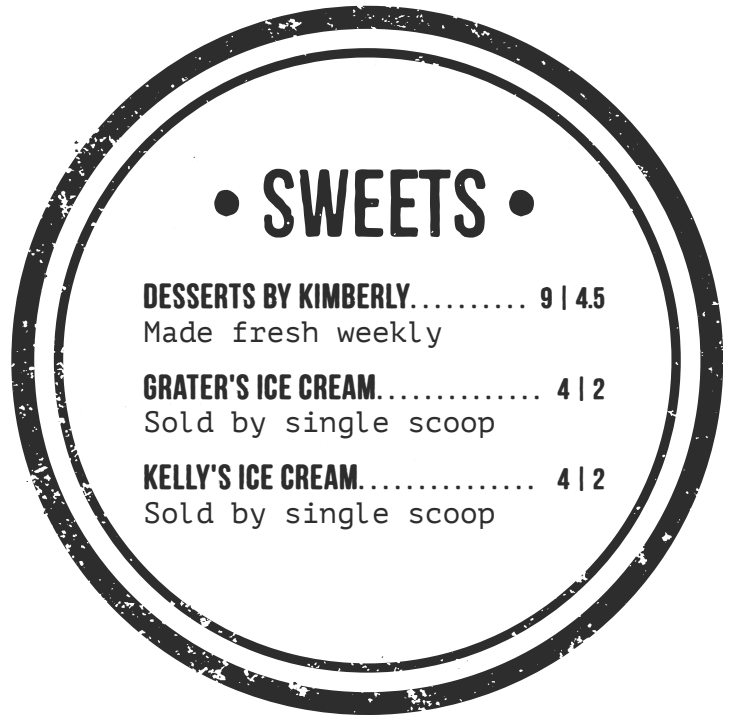 • SWEETS •
DESSERTS BY KIMBERLY.......... 9 | 4.5
Made fresh weekly
GRATER'S ICE CREAM.............. 4 | 2
Sold by single scoop
KELLY'S ICE CREAM............... 4 | 2
Sold by single scoop